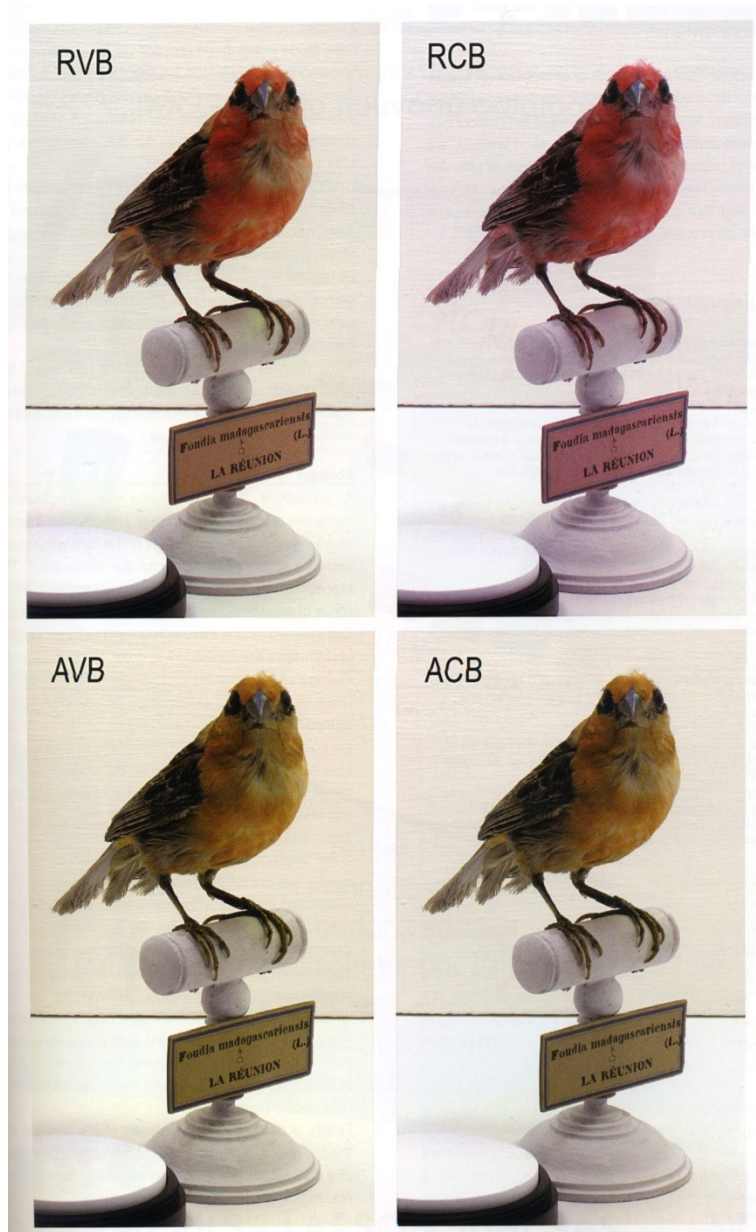 RVB
Foudia madagascariensis
♂ (L.)
LA RÉUNION
RCB
Foudia madagascariensis
♂ (L.)
LA RÉUNION
AVB
Foudia madagascariensis
♂ (L.)
LA RÉUNION
ACB
Foudia madagascariensis
♂ (L.)
LA RÉUNION